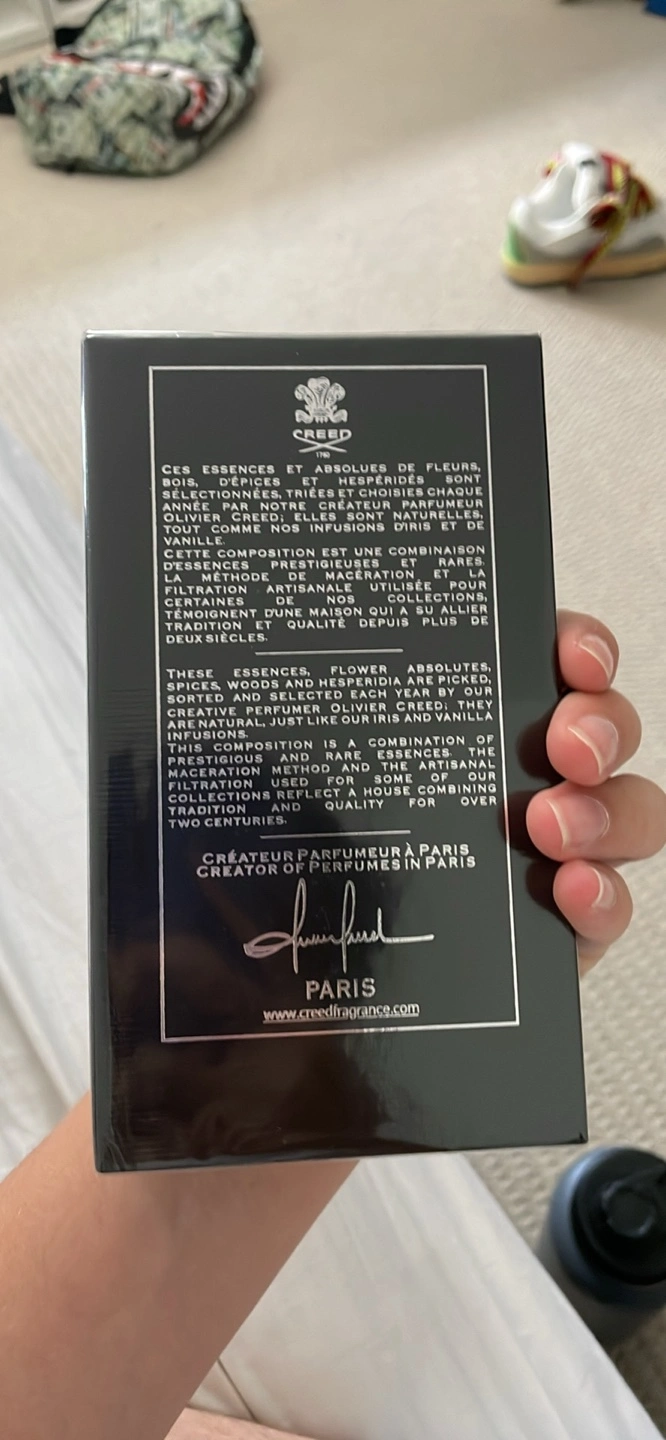 CREED
1760
CES ESSENCES ET ABSOLUES DE FLEURS,
BOIS, D'ÉPICES ET HESPÉRIDÉS SONT
SÉLECTIONNÉES, TRIÉES ET CHOISIES CHAQUE
ANNÉE PAR NOTRE CRÉATEUR PARFUMEUR
OLIVIER CREED; ELLES SONT NATURELLES,
TOUT COMME NOS INFUSIONS D'IRIS ET DE
VANILLE.
CETTE COMPOSITION EST UNE COMBINAISON
D'ESSENCES PRESTIGIEUSES ET RARES.
LA MÉTHODE DE MACÉRATION ET LA
FILTRATION ARTISANALE UTILISÉE POUR
CERTAINES DE NOS COLLECTIONS,
TÉMOIGNENT D'UNE MAISON QUI A SU ALLIER
TRADITION ET QUALITÉ DEPUIS PLUS DE
DEUX SIÈCLES.
THESE ESSENCES, FLOWER ABSOLUTES,
SPICES, WOODS AND HESPERIDIA ARE PICKED,
SORTED AND SELECTED EACH YEAR BY OUR
CREATIVE PERFUMER OLIVIER CREED; THEY
ARE NATURAL, JUST LIKE OUR IRIS AND VANILLA
INFUSIONS.
THIS COMPOSITION IS A COMBINATION OF
PRESTIGIOUS AND RARE ESSENCES. THE
MACERATION METHOD AND THE ARTISANAL
FILTRATION USED FOR SOME OF OUR
COLLECTIONS REFLECT A HOUSE COMBINING
TRADITION AND QUALITY FOR OVER
TWO CENTURIES.
CRÉATEUR PARFUMEUR À PARIS
CREATOR OF PERFUMES IN PARIS
PARIS
www.creedfragrance.com